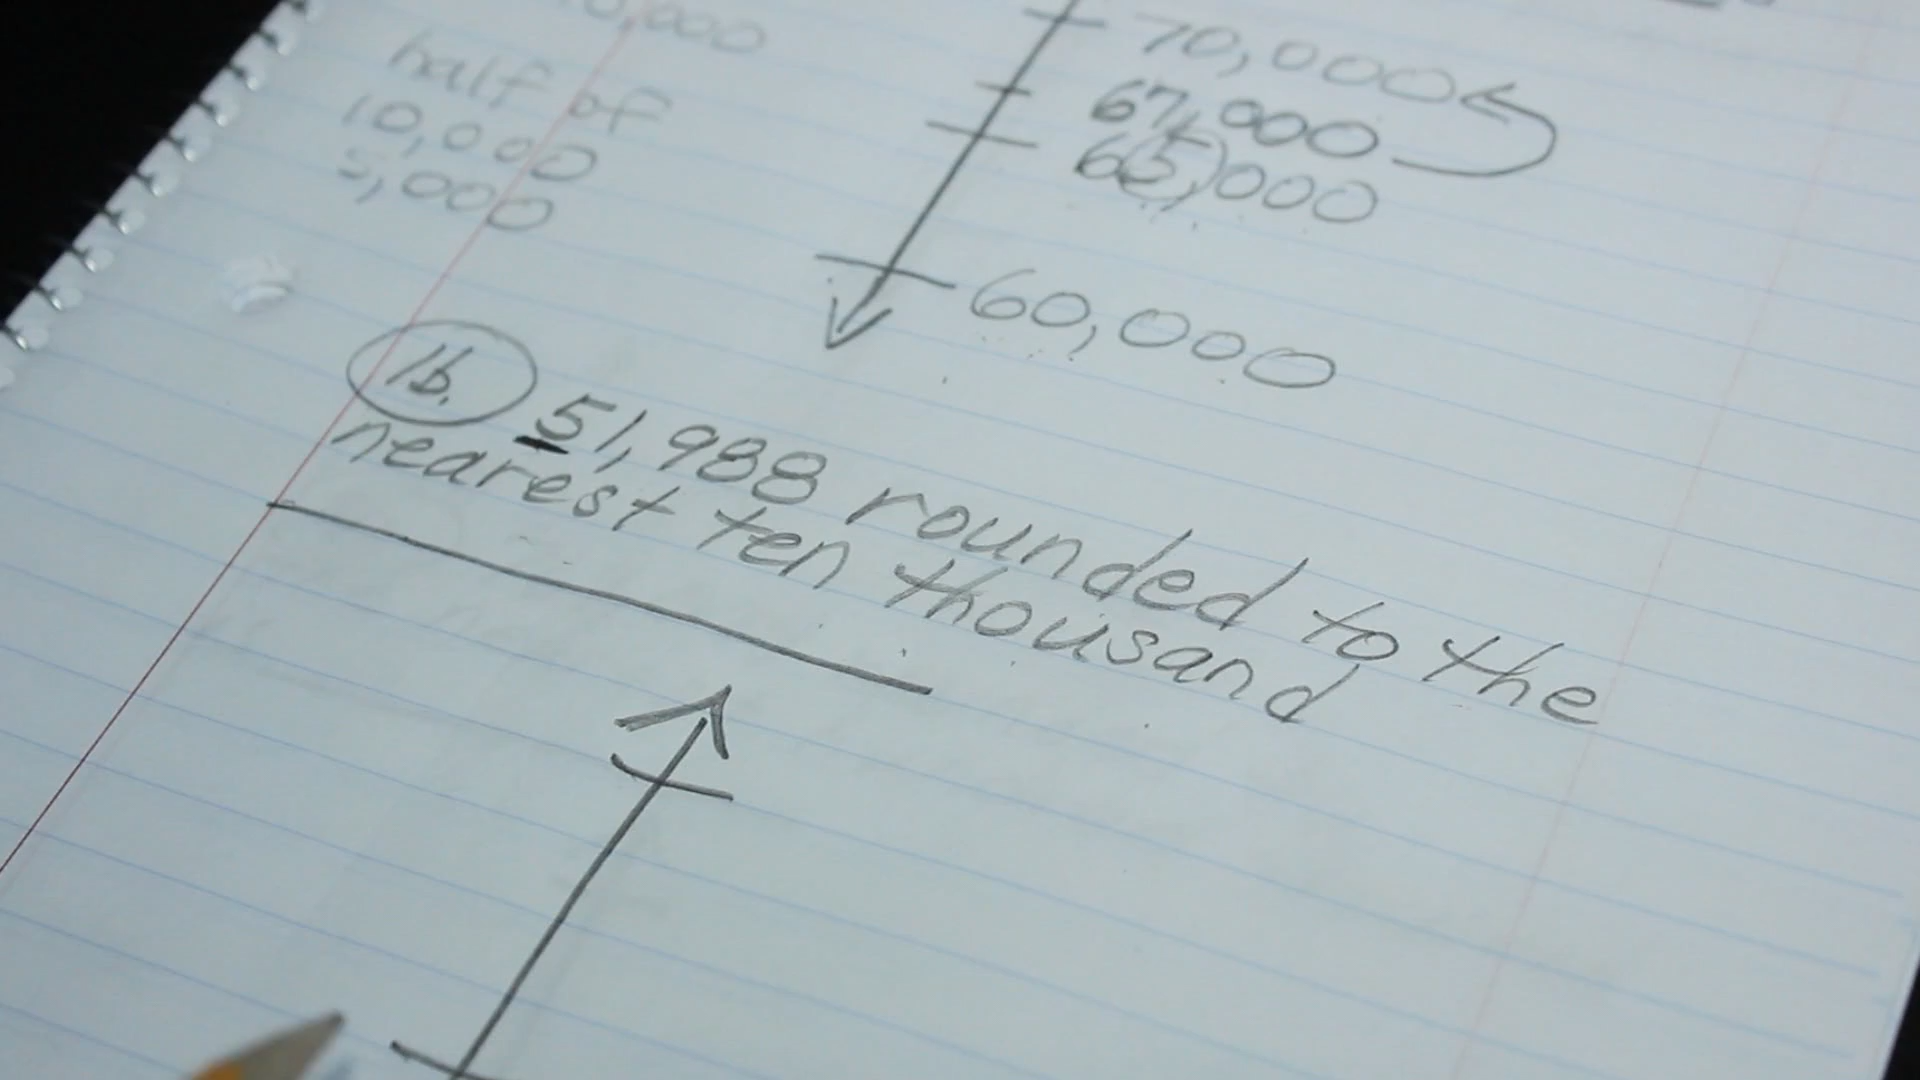 half of
10,000
5,000
70,000
67,000
65,000
60,000
1b. 51,988 rounded to the
nearest ten thousand